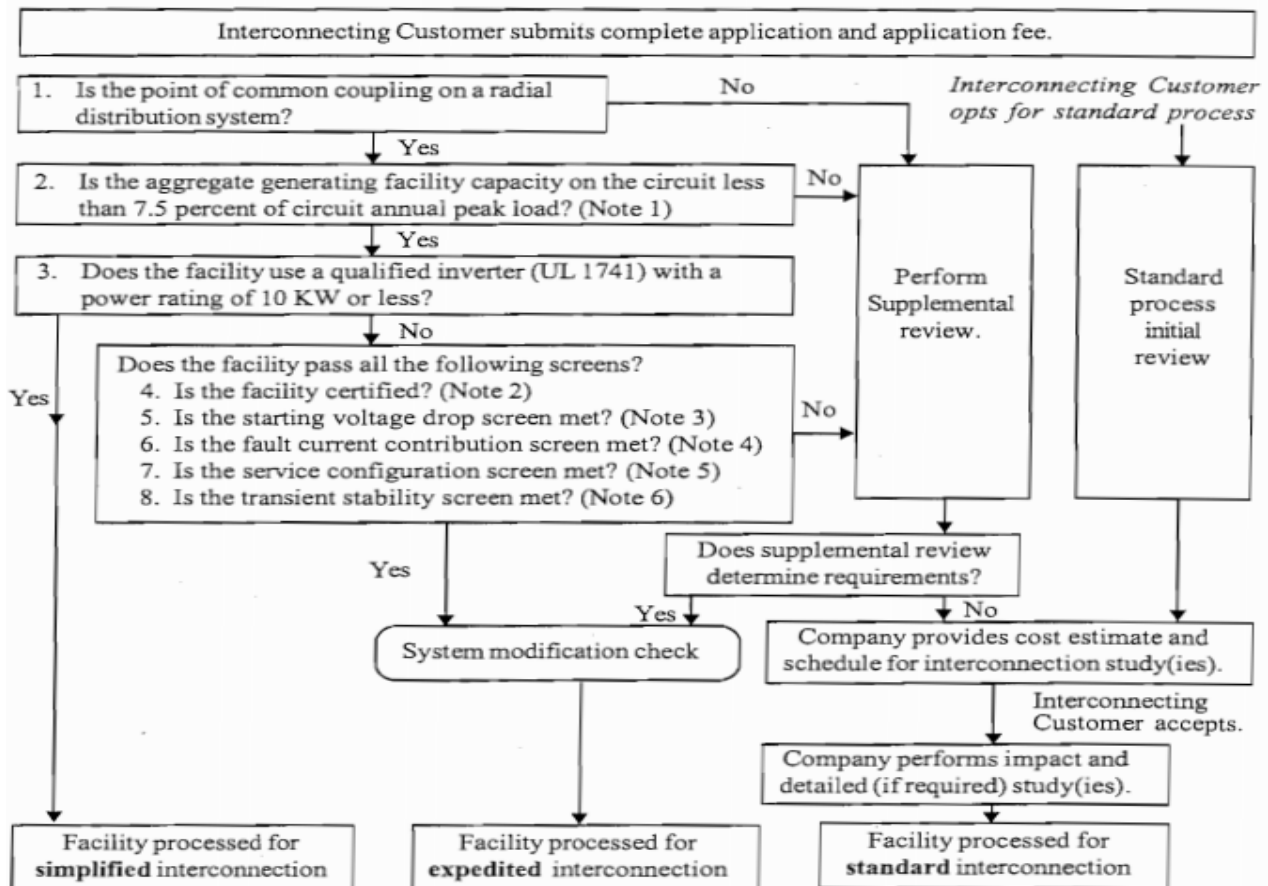 Interconnecting Customer submits complete application and application fee.
1. Is the point of common coupling on a radial
distribution system?
No
Interconnecting Customer
opts for standard process
Yes
2. Is the aggregate generating facility capacity on the circuit less
than 7.5 percent of circuit annual peak load? (Note 1)
No
Yes
3. Does the facility use a qualified inverter (UL 1741) with a
power rating of 10 KW or less?
Perform
Supplemental
review.
Standard
process
initial
review
No
Yes
Does the facility pass all the following screens?
4. Is the facility certified? (Note 2)
5. Is the starting voltage drop screen met? (Note 3)
6. Is the fault current contribution screen met? (Note 4)
7. Is the service configuration screen met? (Note 5)
8. Is the transient stability screen met? (Note 6)
No
Yes
Does supplemental review
determine requirements?
Yes
No
System modification check
Company provides cost estimate and
schedule for interconnection study(ies).
Interconnecting
Customer accepts.
Company performs impact and
detailed (if required) study(ies).
Facility processed for
simplified interconnection
Facility processed for
expedited interconnection
Facility processed for
standard interconnection